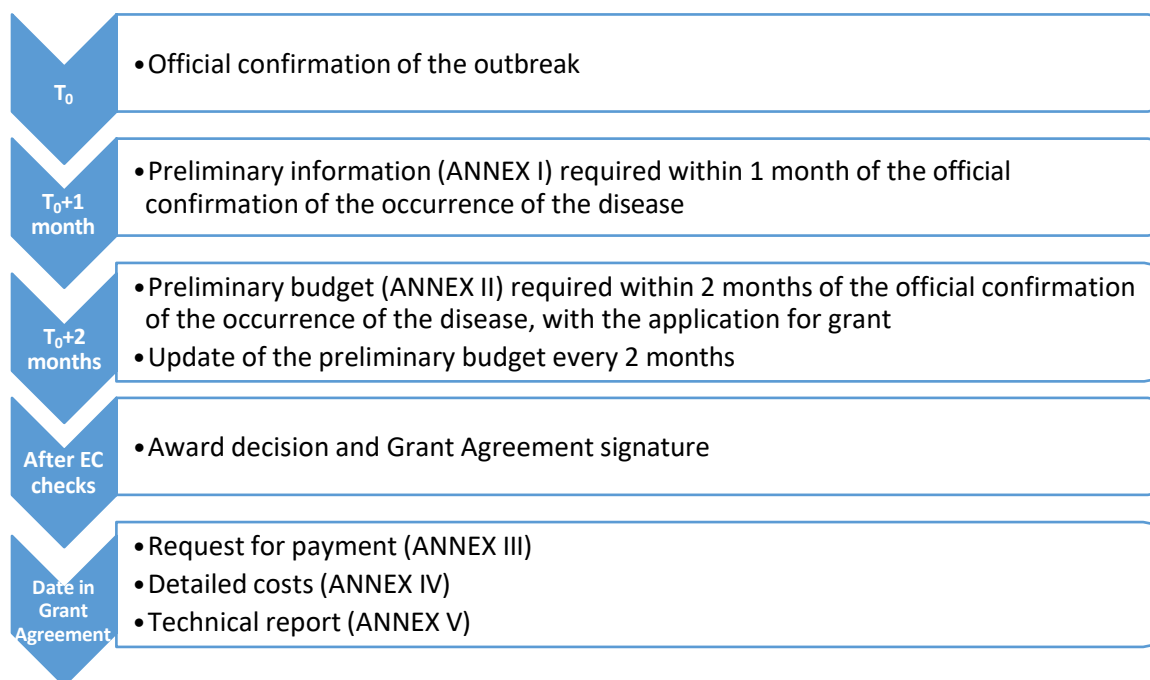 T0
•Official confirmation of the outbreak
T0+1
month
•Preliminary information (ANNEX I) required within 1 month of the official
confirmation of the occurrence of the disease
T0+2
months
•Preliminary budget (ANNEX II) required within 2 months of the official confirmation
of the occurrence of the disease, with the application for grant
•Update of the preliminary budget every 2 months
After EC
checks
•Award decision and Grant Agreement signature
Date in
Grant
Agreement
•Request for payment (ANNEX III)
•Detailed costs (ANNEX IV)
•Technical report (ANNEX V)